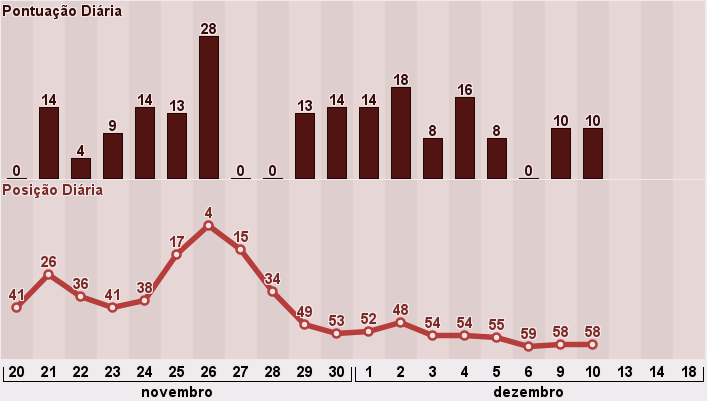 Pontuação Diária
0 14 4 9 14 13 28 0 0 13 14 14 18 8 16 8 0 10 10
Posição Diária
41 26 36 41 38 17 4 15 34 49 53 52 48 54 54 55 59 58 58
20 21 22 23 24 25 26 27 28 29 30 1 2 3 4 5 6 9 10 13 14 18
novembro dezembro